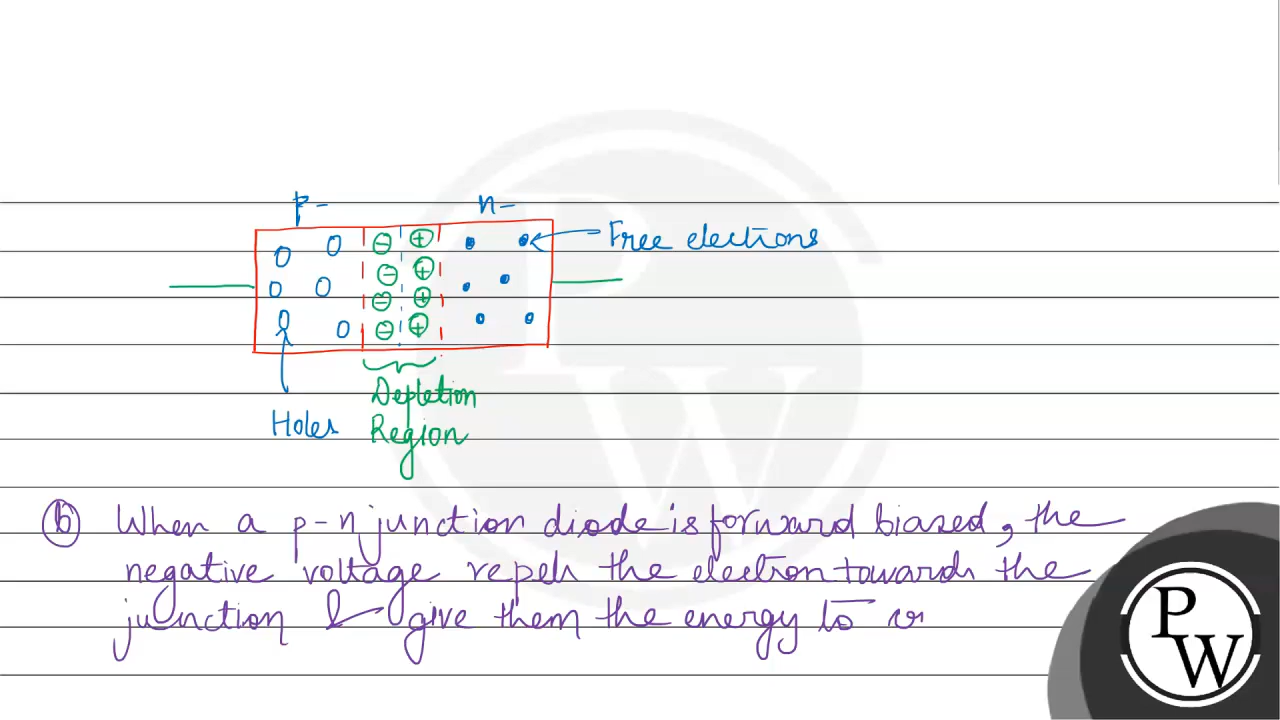 p- n-
Free electrons
Holes
Depletion
Region
(b) When a p-n junction diode is forward biased, the
negative voltage repels the electron towards the
junction & give them the energy to
PW
PW